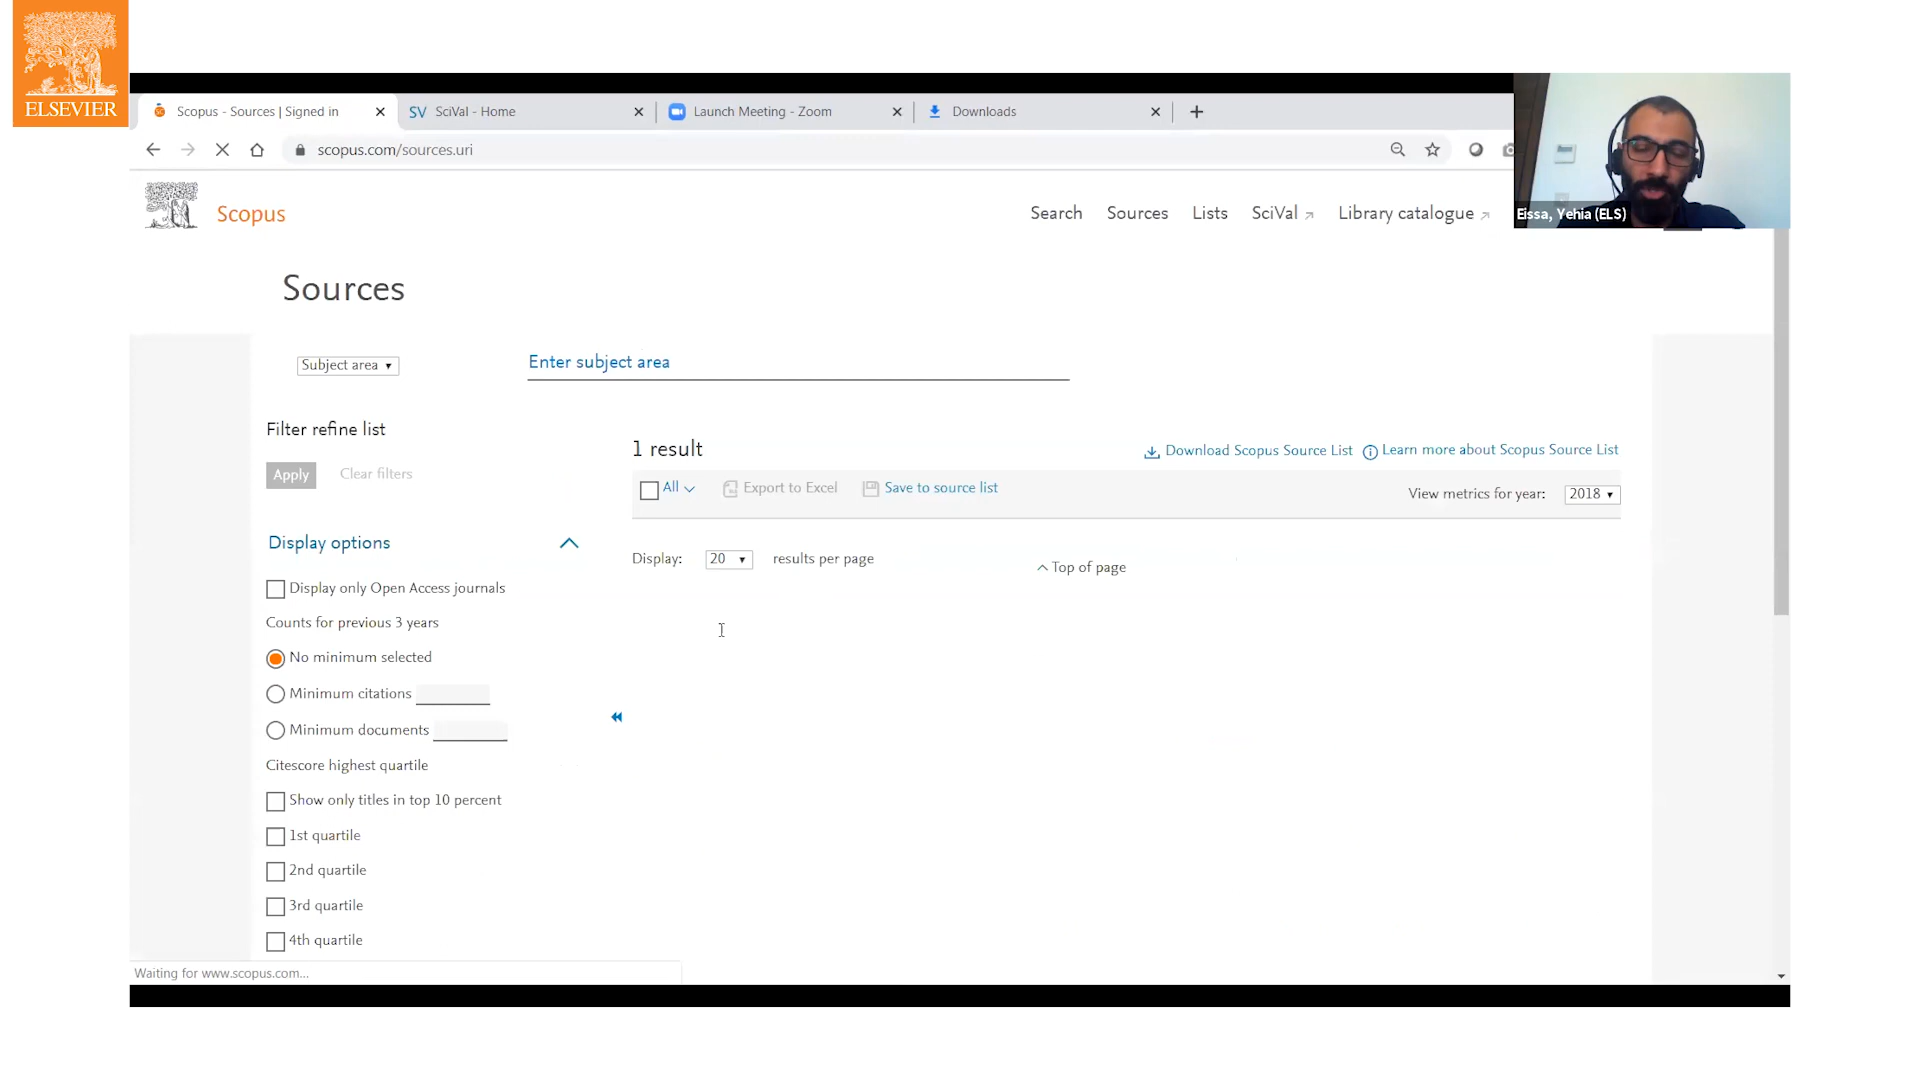 ELSEVIER
Scopus - Sources | Signed in
SV SciVal - Home
Launch Meeting - Zoom
Downloads
scopus.com/sources.uri
Eissa, Yehia (ELS)
Scopus
Search
Sources
Lists
SciVal
Library catalogue
Sources
Subject area
Enter subject area
Filter refine list
Apply
Clear filters
1 result
Download Scopus Source List
Learn more about Scopus Source List
All
Export to Excel
Save to source list
View metrics for year:
2018
Display options
Display: 20 results per page
Top of page
Display only Open Access journals
Counts for previous 3 years
No minimum selected
Minimum citations
Minimum documents
Citescore highest quartile
Show only titles in top 10 percent
1st quartile
2nd quartile
3rd quartile
4th quartile
Waiting for www.scopus.com...